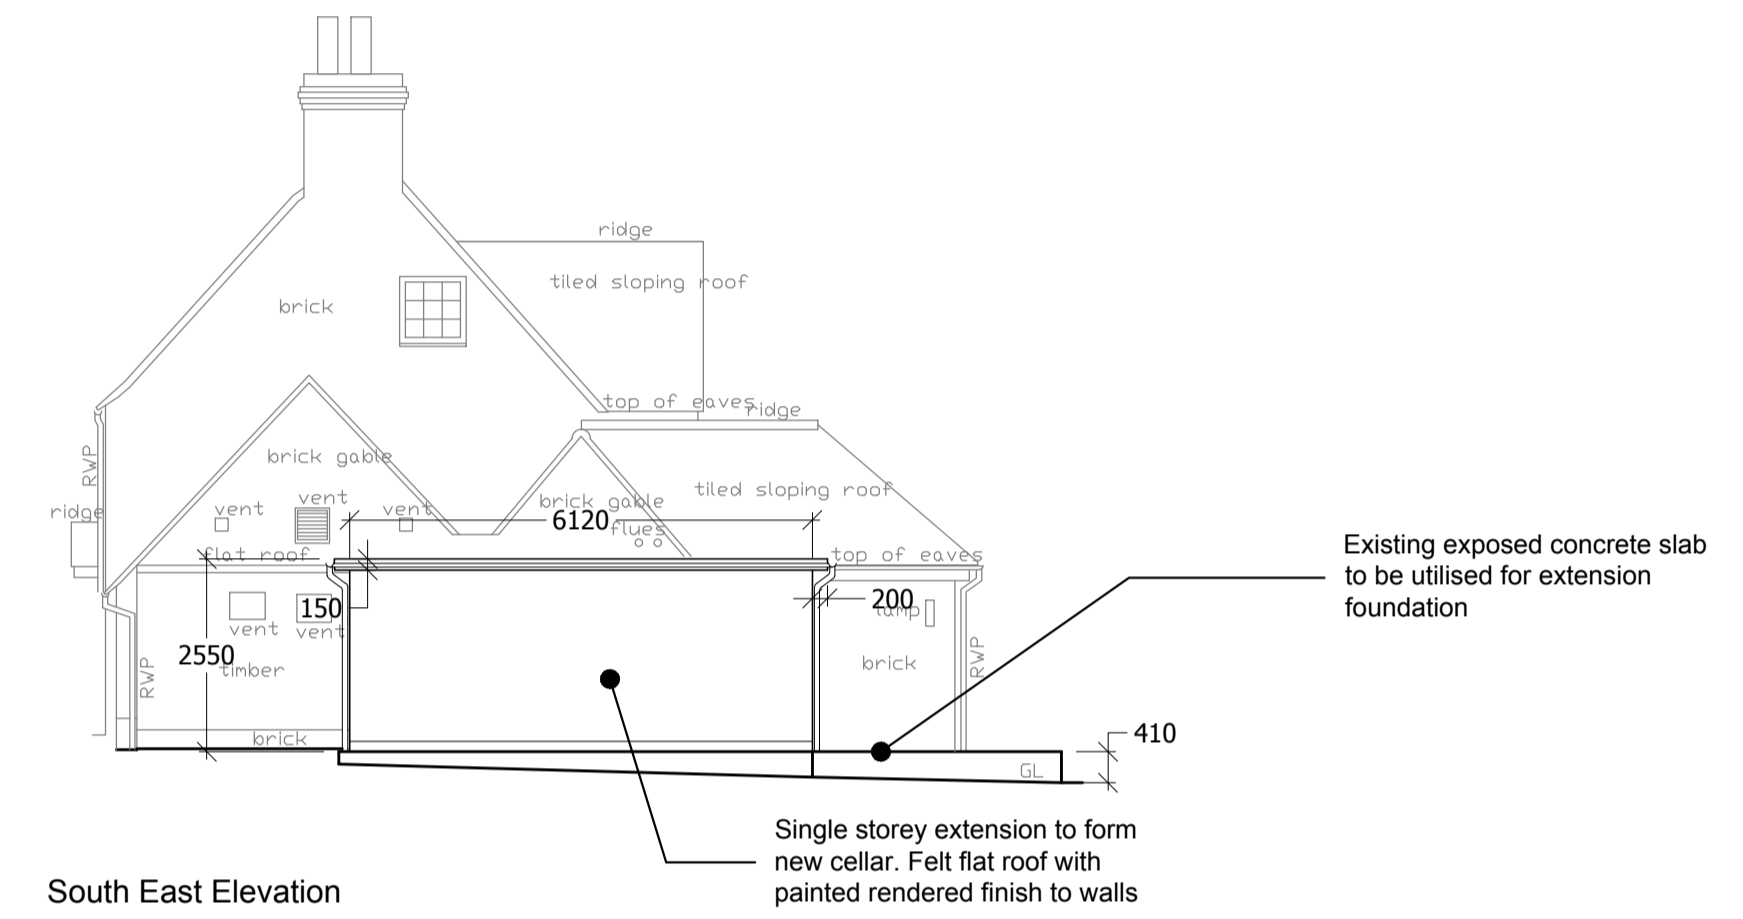 ridge
tiled sloping roof
brick
top of eaves
ridge
RWP
brick gable
tiled sloping roof
vent
vent
vent
brick gable
ridge
6120
flues
flat roof
top of eaves
Existing exposed concrete slab
to be utilised for extension
foundation
150
200
lamp
vent
vent
2550
timber
brick
RWP
RWP
brick
410
GL
Single storey extension to form
new cellar. Felt flat roof with
painted rendered finish to walls
South East Elevation